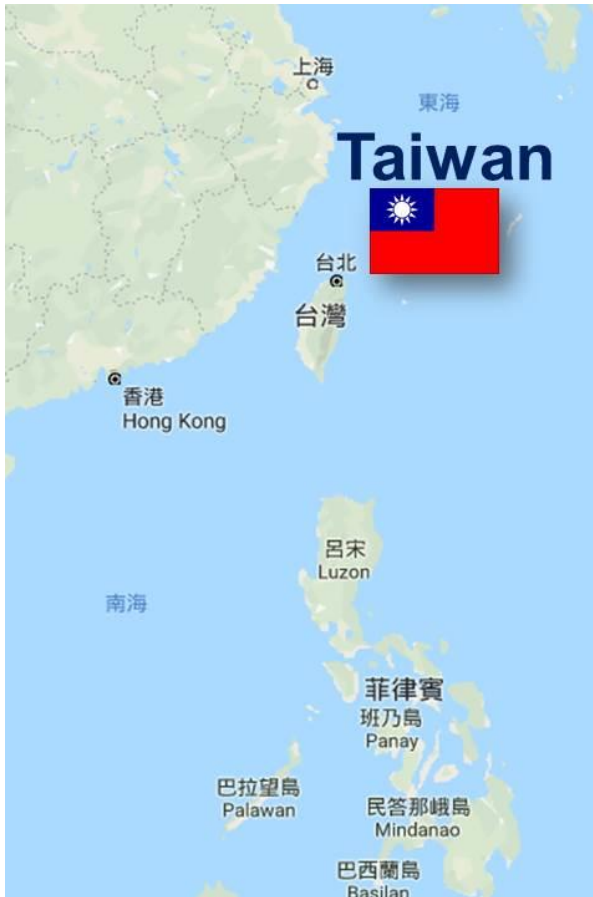 上海
東海
Taiwan
台北
台灣
香港
Hong Kong
呂宋
Luzon
南海
菲律賓
班乃島
Panay
巴拉望島
Palawan
民答那峨島
Mindanao
巴西蘭島
Basilan